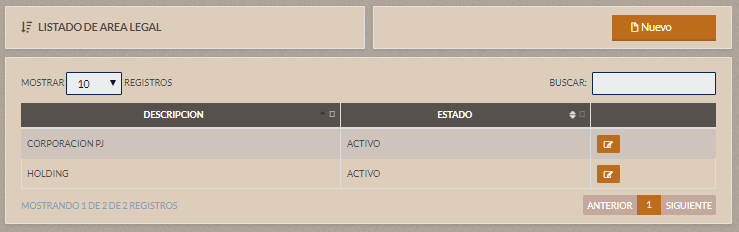 LISTADO DE AREA LEGAL
Nuevo
MOSTRAR 10 REGISTROS BUSCAR:
DESCRIPCION ESTADO
CORPORACION PJ ACTIVO
HOLDING ACTIVO
MOSTRANDO 1 DE 2 DE 2 REGISTROS ANTERIOR 1 SIGUIENTE